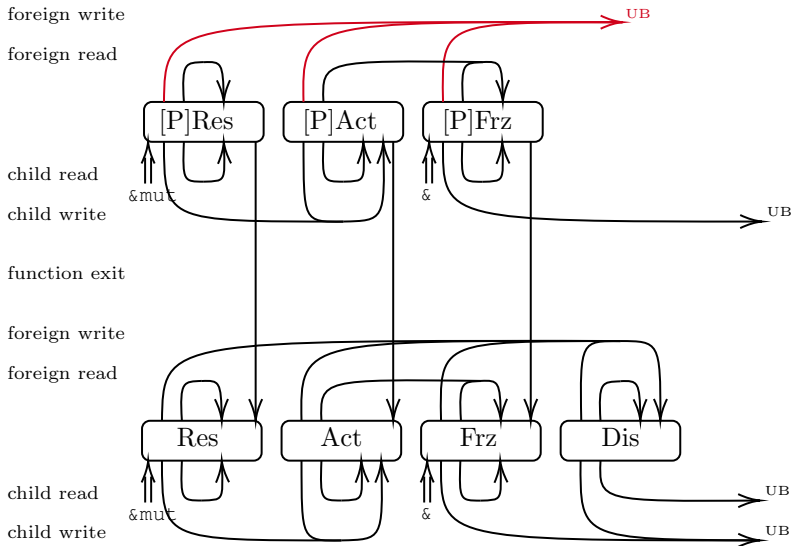 foreign write UB
foreign read
[P]Res [P]Act [P]Frz
child read
&mut &
child write UB
function exit
foreign write
foreign read
Res Act Frz Dis
child read UB
&mut &
child write UB